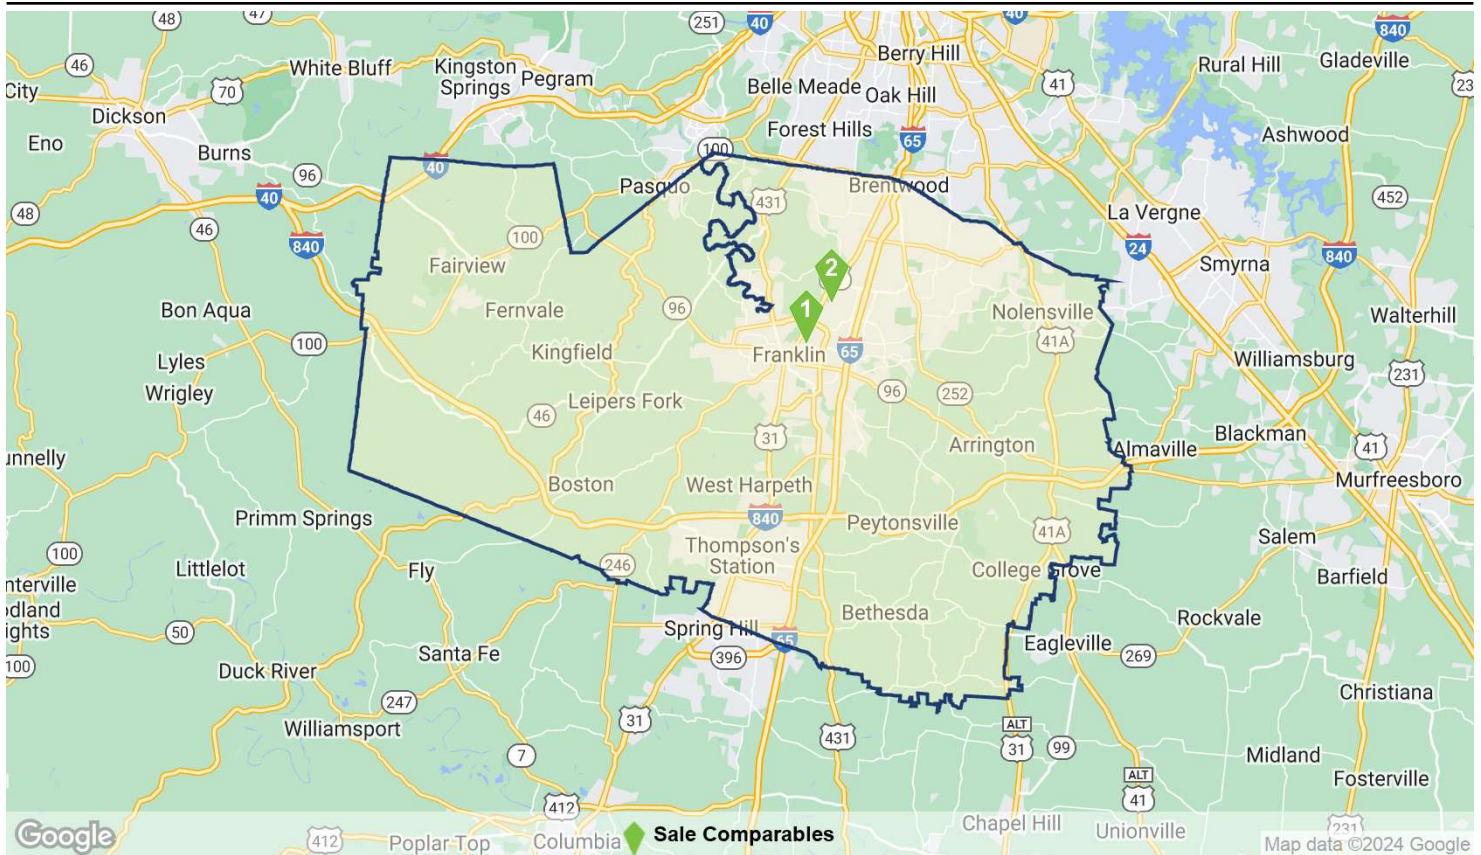 48
47
251
40
40
840
Berry Hill
Gladeville
46
White Bluff
Kingston
Springs
Pegram
Rural Hill
City
70
Belle Meade
Oak Hill
41
Dickson
Forest Hills
Ashwood
Eno
Burns
100
65
40
96
Pasquo
Brentwood
40
431
452
48
La Vergne
46
840
100
24
840
Fairview
2
Smyrna
Bon Aqua
Fernvale
96
1
Nolensville
Walterhill
100
Kingfield
Franklin
65
41A
Lyles
Williamsburg
Wrigley
96
252
231
Leipers Fork
46
31
Arrington
Blackman
Almaville
41
unnelly
Boston
West Harpeth
Murfreesboro
Primm Springs
840
Peytonsville
41A
Salem
100
Thompson's
Station
246
Littlelot
Fly
College Grove
Barfield
nterville
odland
ights
Bethesda
Rockvale
50
Spring Hill
65
Eagleville
Santa Fe
396
269
100
Duck River
Christiana
247
31
ALT
31
99
Williamsport
431
7
Midland
ALT
41
Fosterville
412
Google
412
Poplar Top
Columbia
Sale Comparables
Chapel Hill
Unionville
231
Map data ©2024 Google